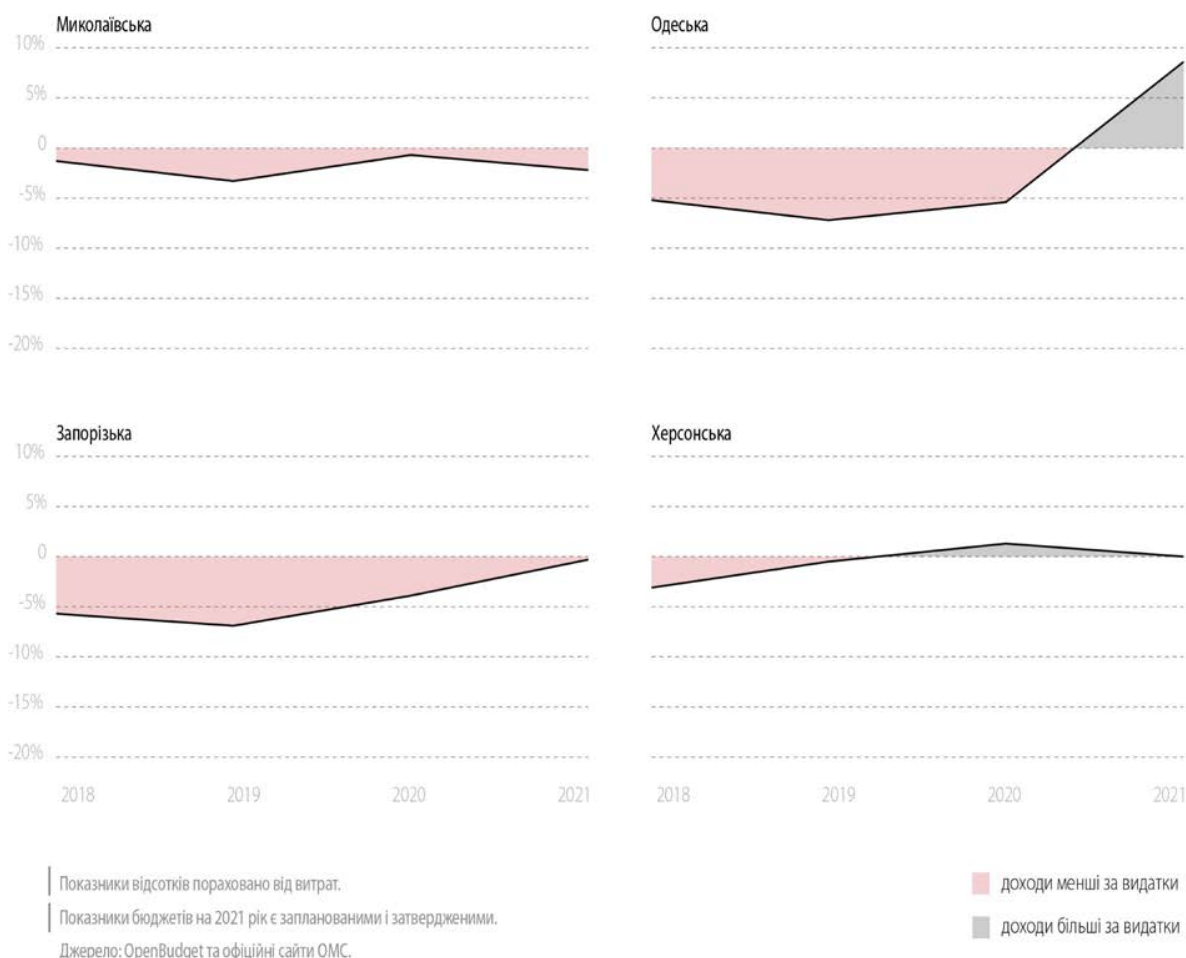 Миколаївська
Одеська
10%
5%
0
-5%
-10%
-15%
-20%
Запорізька
Херсонська
10%
5%
0
-5%
-10%
-15%
-20%
2018 2019 2020 2021
2018 2019 2020 2021
Показники відсотків пораховано від витрат.
Показники бюджетів на 2021 рік є запланованими і затвердженими.
Джерело: OpenBudget та офіційні сайти ОМС.
доходи менші за видатки
доходи більші за видатки